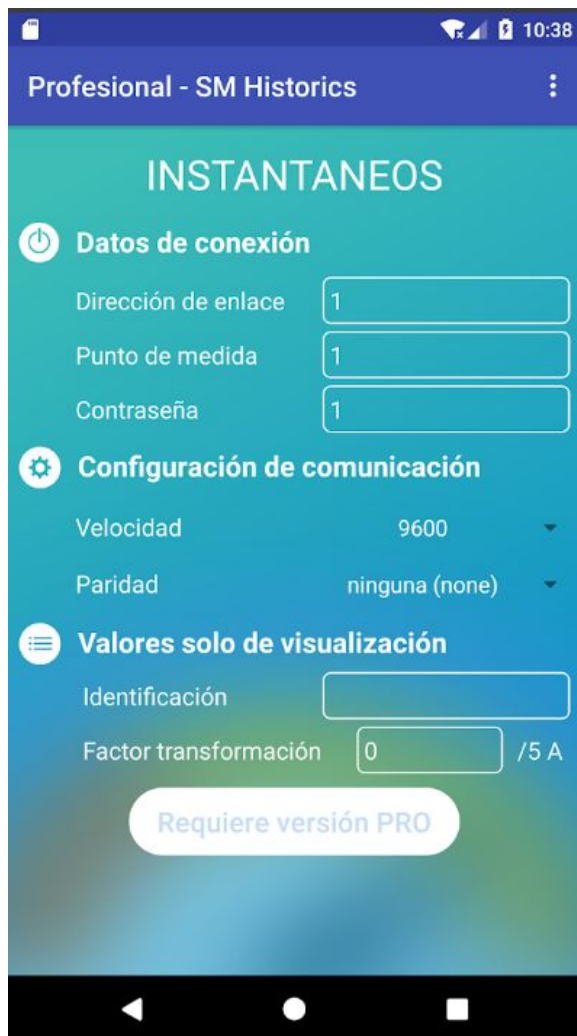 10:38
Profesional - SM Historics
INSTANTANEOS
Datos de conexión
Dirección de enlace 1
Punto de medida 1
Contraseña 1
Configuración de comunicación
Velocidad 9600
Paridad ninguna (none)
Valores solo de visualización
Identificación
Factor transformación 0 /5 A
Requiere versión PRO